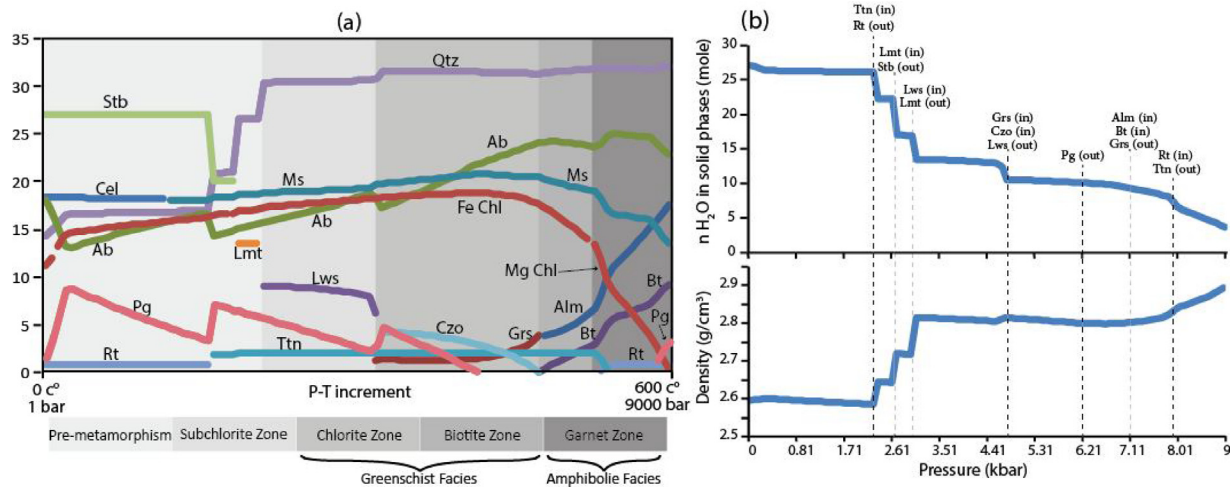 (a)
35
30
25
20
15
10
5
0
Stb
Cel
Ab
Pg
Rt
Lmt
Ms
Ab
Lws
Ttn
Qtz
Ab
Fe Chl
Ms
Mg Chl
Czo
Grs
Alm
Bt
Bt
Pg
Rt
0 c°
1 bar
P-T increment
600 c°
9000 bar
Pre-metamorphism
Subchlorite Zone
Chlorite Zone
Biotite Zone
Garnet Zone
Greenschist Facies
Amphibolie Facies
(b)
Ttn (in)
Rt (out)
Lmt (in)
Stb (out)
Lws (in)
Lmt (out)
Grs (in)
Czo (in)
Lws (out)
Pg (out)
Alm (in)
Bt (in)
Grs (out)
Rt (in)
Ttn (out)
n H₂O in solid phases (mole)
30
25
20
15
10
5
0
Density (g/cm³)
2.9
2.8
2.7
2.6
2.5
0 0.81 1.71 2.61 3.51 4.41 5.31 6.21 7.11 8.01 9
Pressure (kbar)